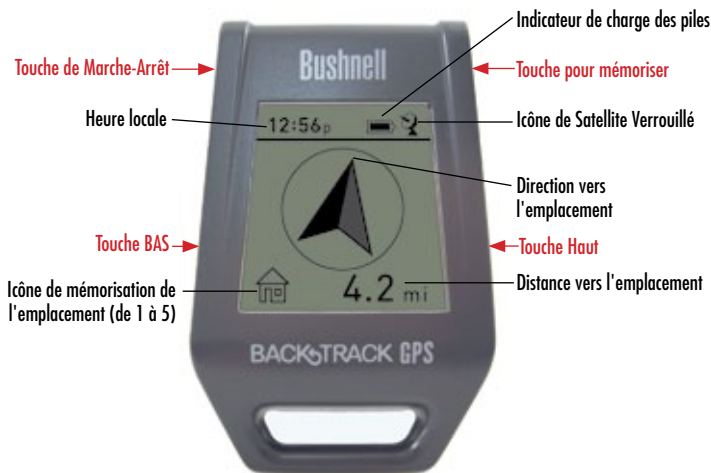 Indicateur de charge des piles
Touche de Marche-Arrêt
Bushnell
Touche pour mémoriser
Heure locale
12:56p
Icône de Satellite Verrouillé
Direction vers
l'emplacement
Touche BAS
Touche Haut
Icône de mémorisation de
l'emplacement (de 1 à 5)
4.2 mi
Distance vers l'emplacement
BACKTRACK GPS